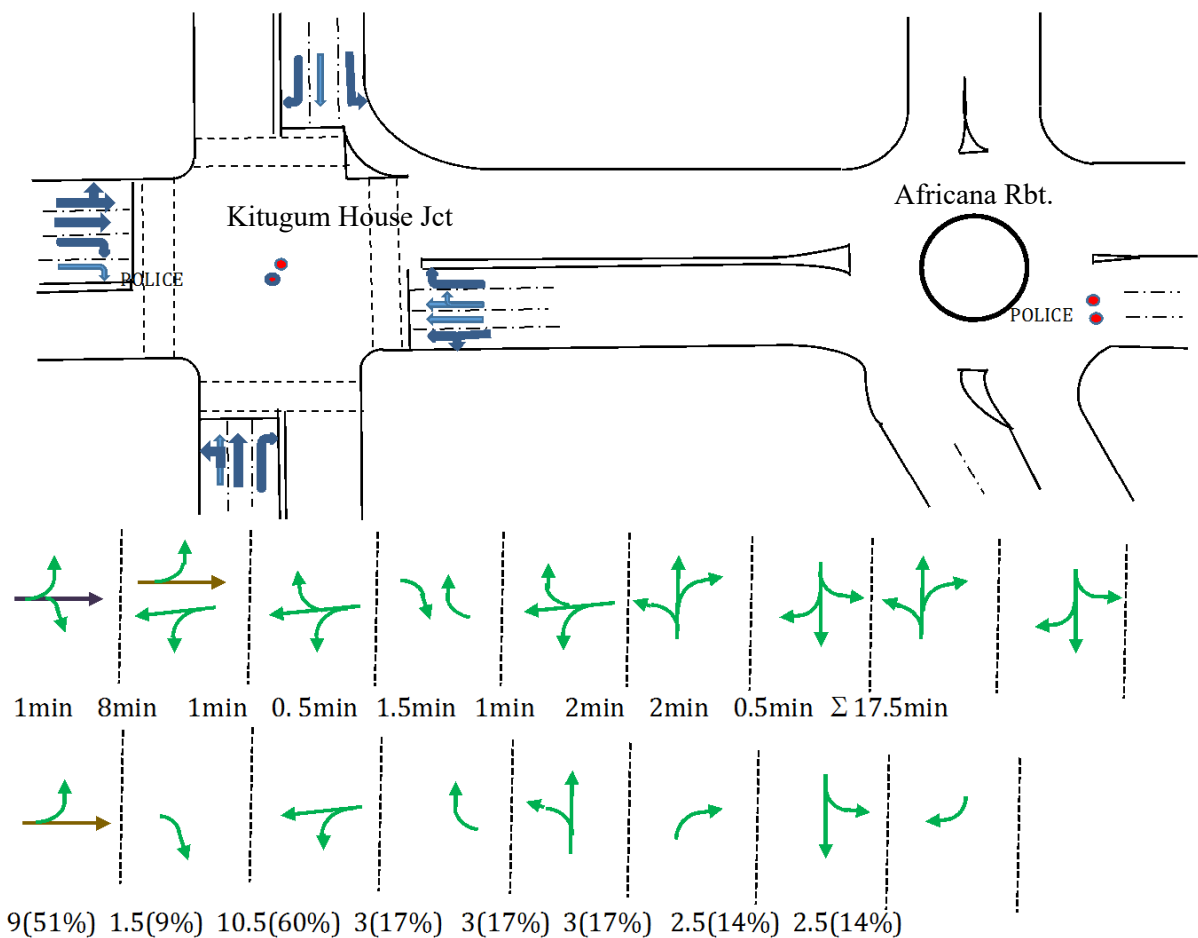 Africana Rbt.
Kitugum House Jct
POLICE
POLICE
1min 8min 1min 0.5min 1.5min 1min 2min 2min 0.5min Σ 17.5min
9(51%) 1.5(9%) 10.5(60%) 3(17%) 3(17%) 3(17%) 2.5(14%) 2.5(14%)